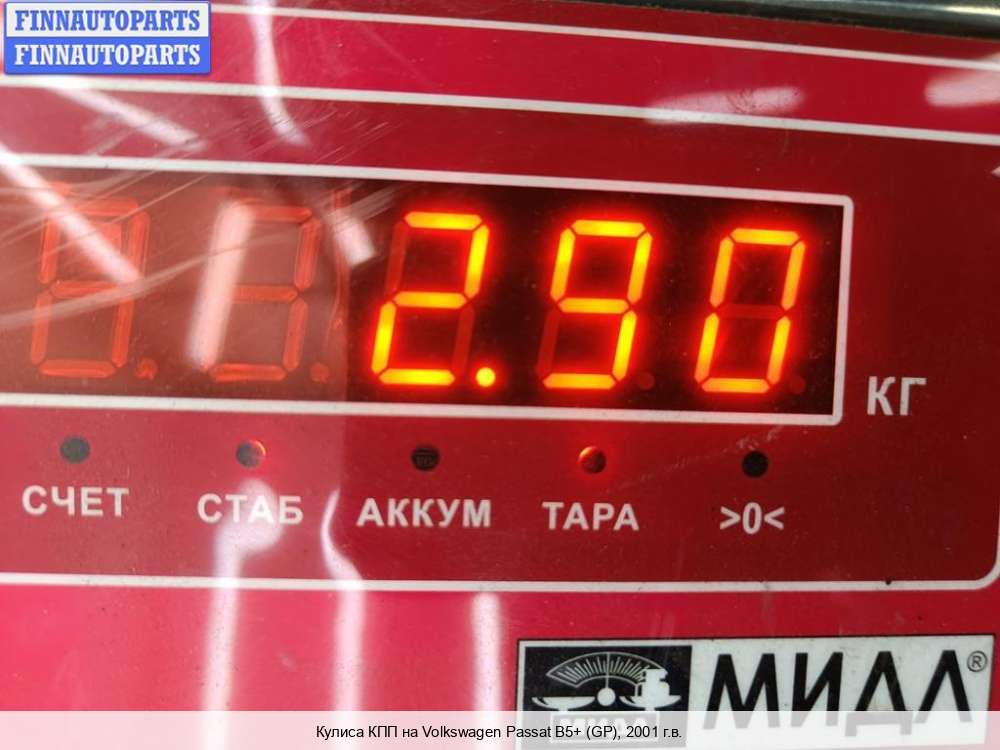 FINNAUTOPARTS
FINNAUTOPARTS
2.90
КГ
СЧЕТ СТАБ АККУМ ТАРА >0<
МИДЛ®
МИДЛ
Кулиса КПП на Volkswagen Passat B5+ (GP), 2001 г.в.